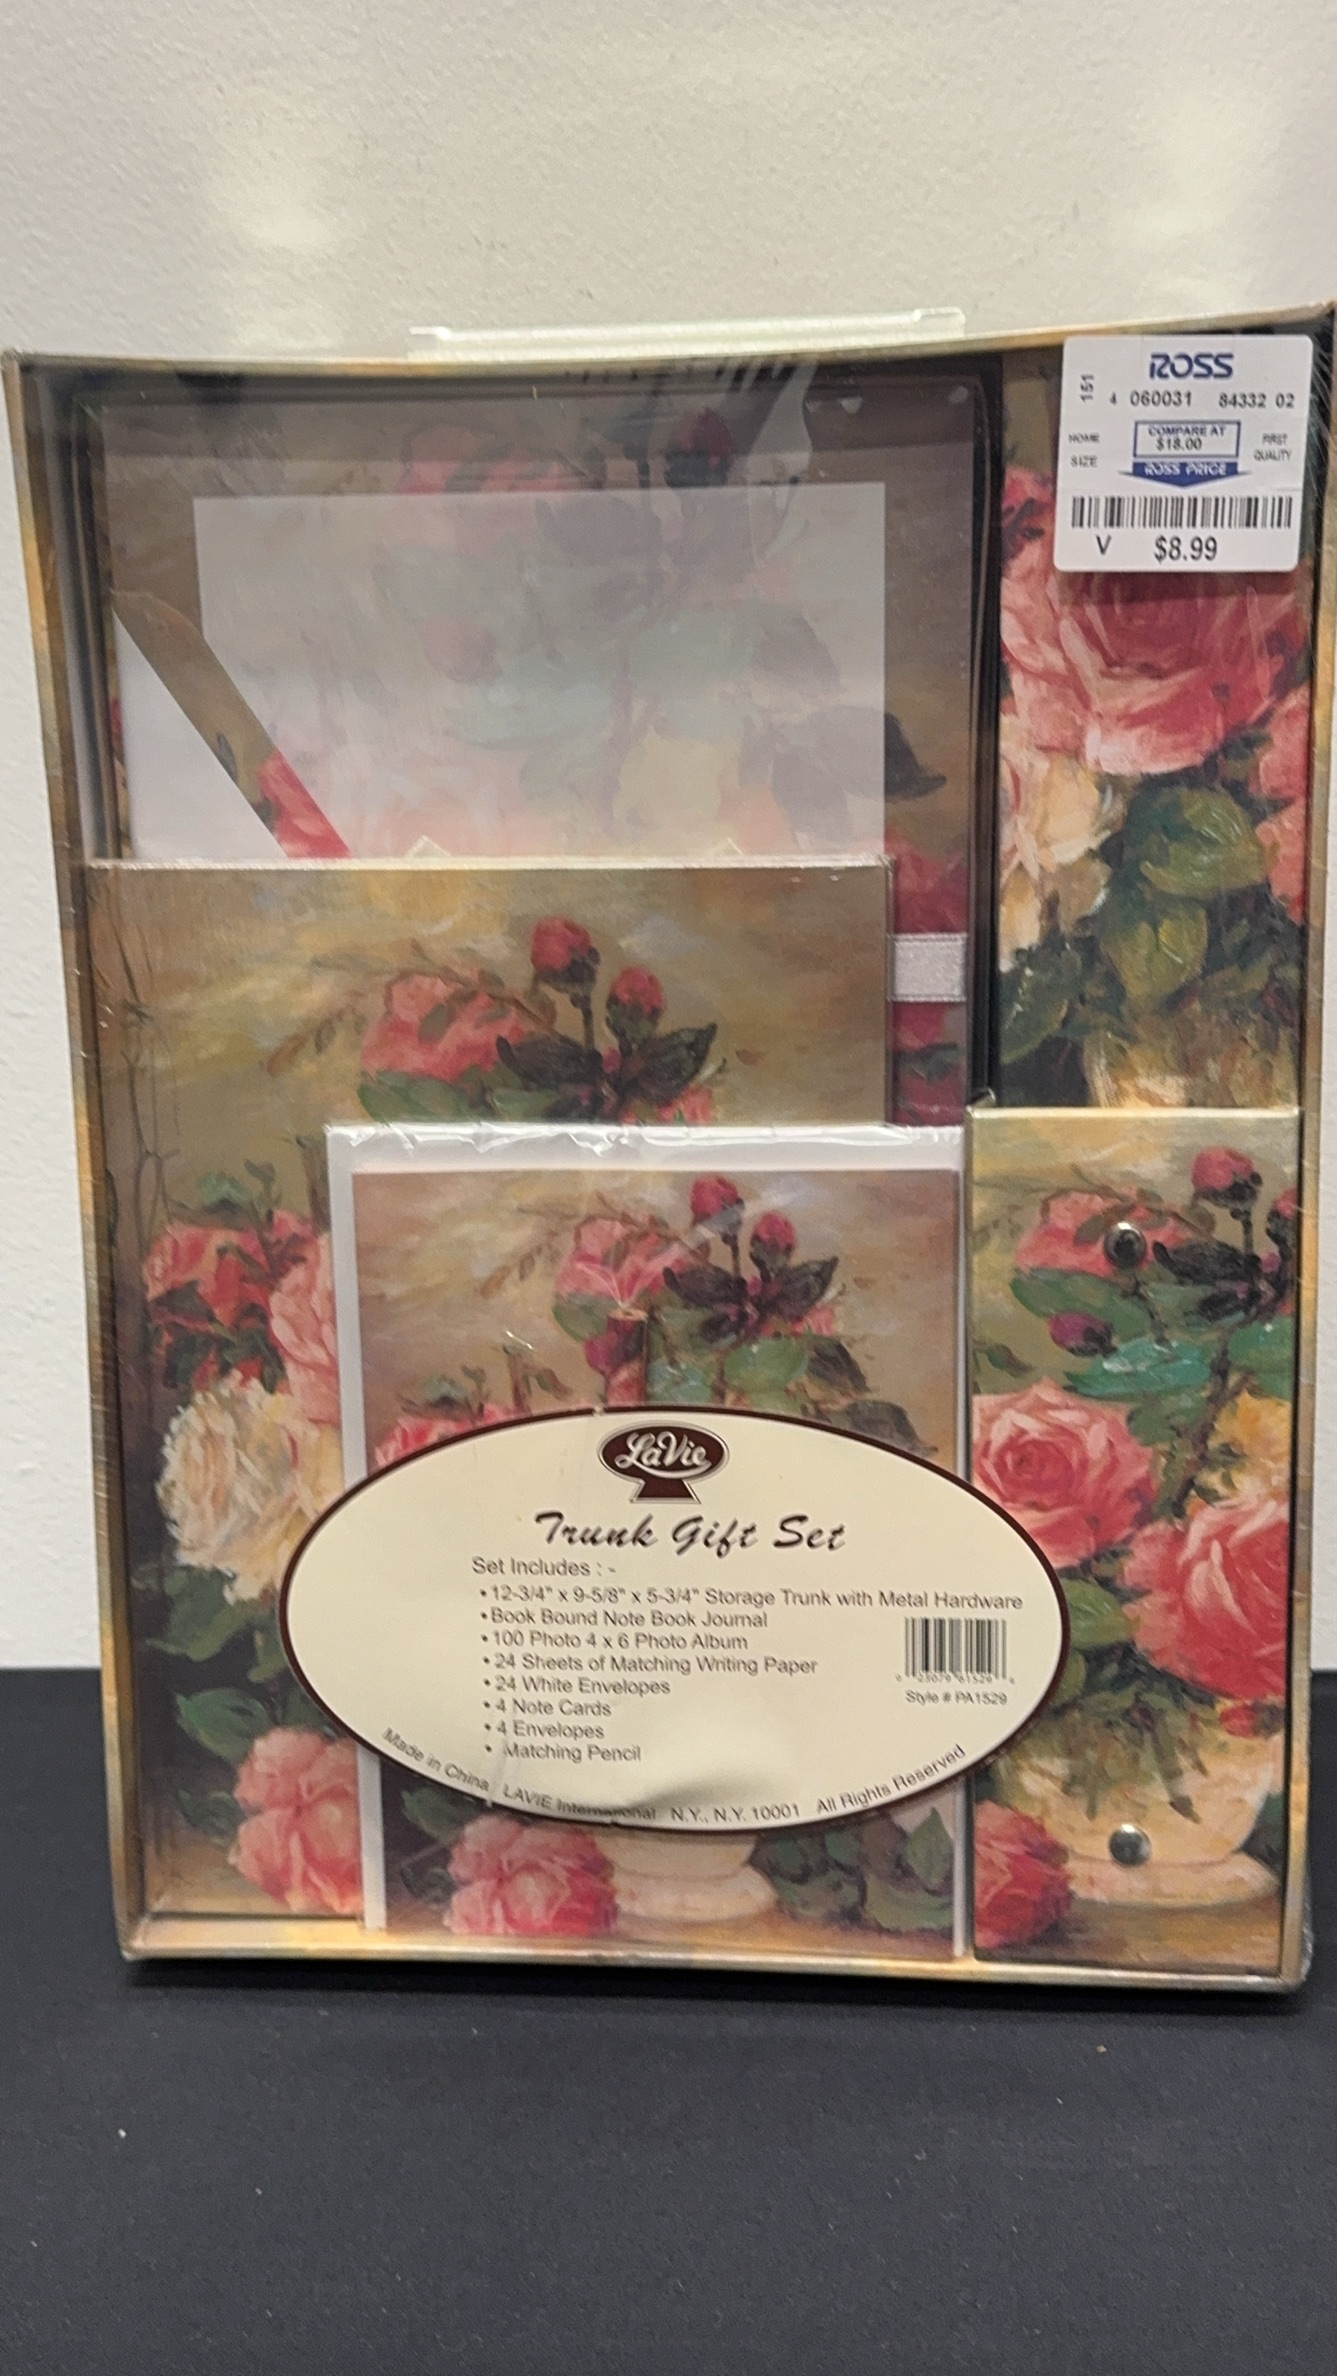 ROSS
151
4 060031 84332 02
HOME
SIZE
COMPARE AT
$18.00
ROSS PRICE
FIRST
QUALITY
V $8.99
LaVie
Trunk Gift Set
Set Includes : -
• 12-3/4" x 9-5/8" x 5-3/4" Storage Trunk with Metal Hardware
• Book Bound Note Book Journal
• 100 Photo 4 x 6 Photo Album
• 24 Sheets of Matching Writing Paper
• 24 White Envelopes
• 4 Note Cards
• 4 Envelopes
• Matching Pencil
Style # PA1529
Made in China LAVIE International N.Y., N.Y. 10001 All Rights Reserved